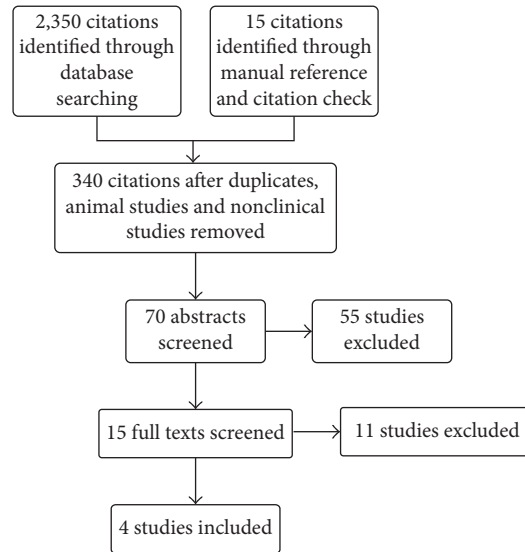 2,350 citations
identified through
database
searching
15 citations
identified through
manual reference
and citation check
340 citations after duplicates,
animal studies and nonclinical
studies removed
70 abstracts
screened
55 studies
excluded
15 full texts screened
11 studies excluded
4 studies included